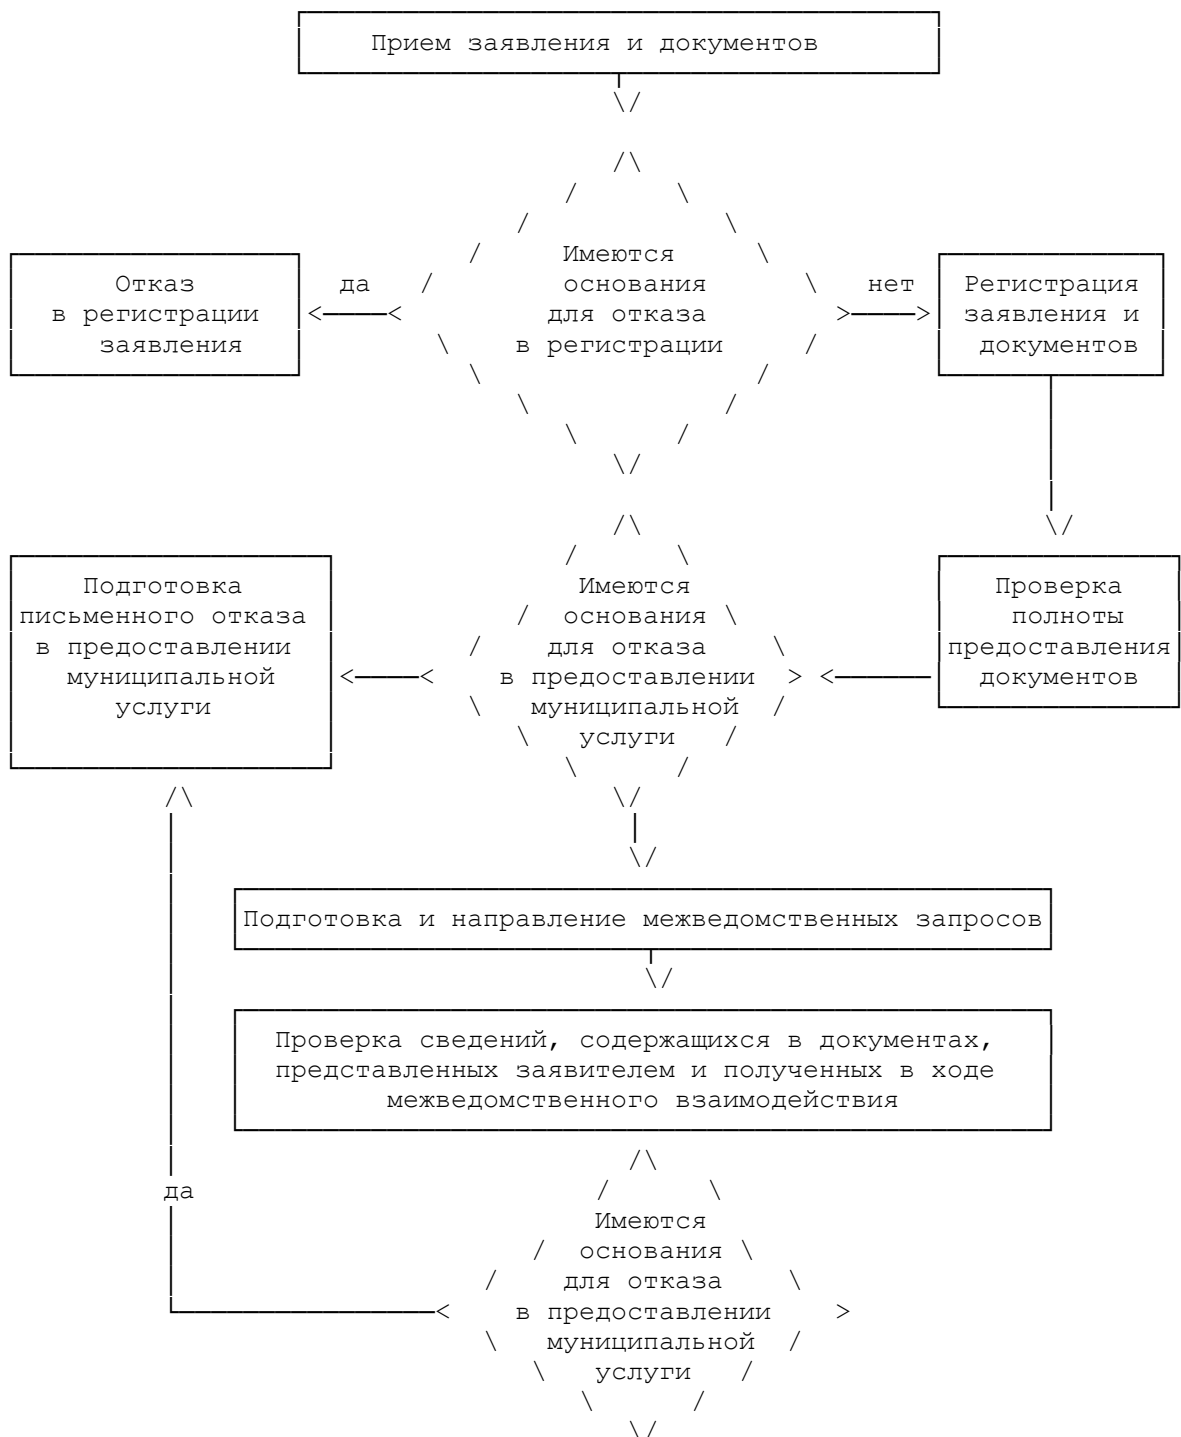 Прием заявления и документов
Имеются
основания
для отказа
в регистрации
да
Отказ
в регистрации
заявления
нет
Регистрация
заявления и
документов
Проверка
полноты
предоставления
документов
Имеются
основания
для отказа
в предоставлении
муниципальной
услуги
Подготовка
письменного отказа
в предоставлении
муниципальной
услуги
Подготовка и направление межведомственных запросов
Проверка сведений, содержащихся в документах,
представленных заявителем и полученных в ходе
межведомственного взаимодействия
да
Имеются
основания
для отказа
в предоставлении
муниципальной
услуги